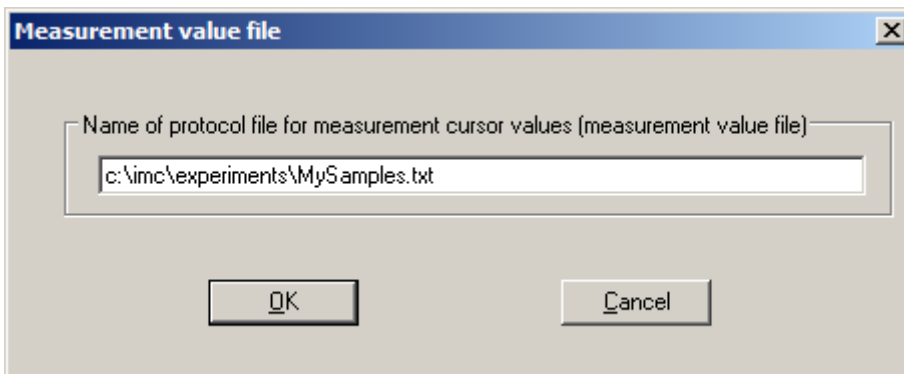 Measurement value file
Name of protocol file for measurement cursor values (measurement value file)
c:\imc\experiments\MySamples.txt
OK Cancel